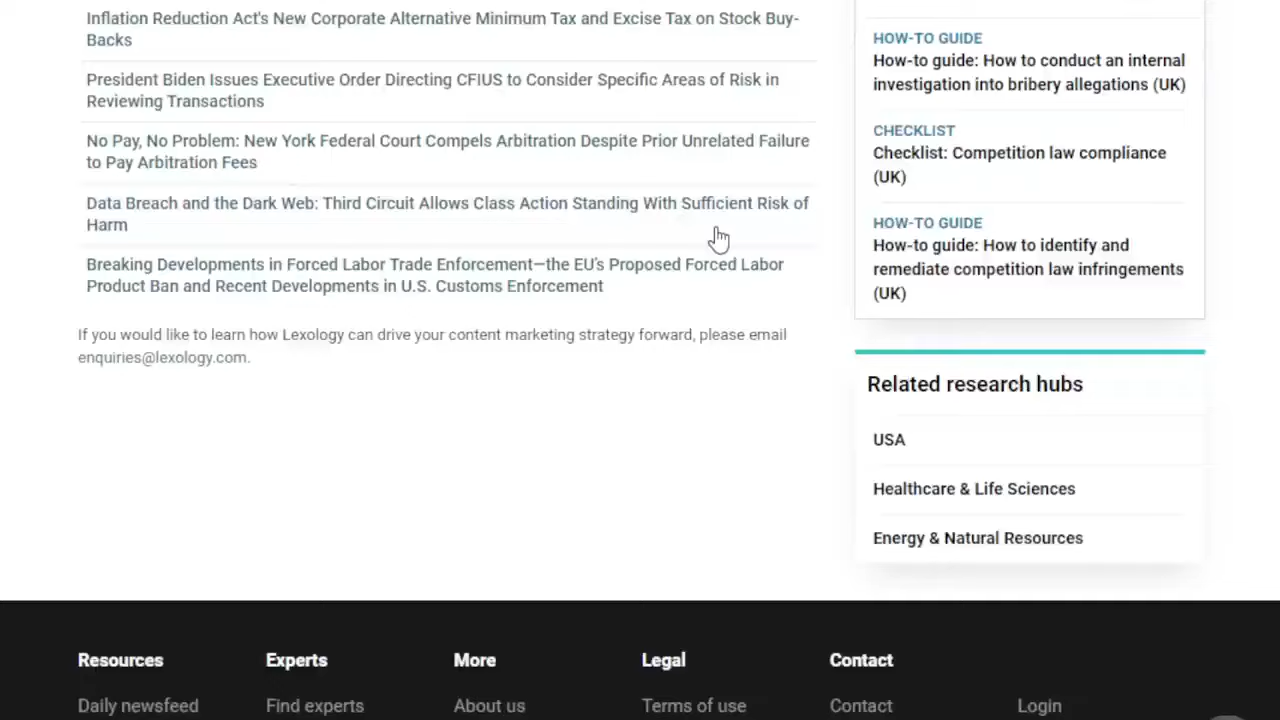 Inflation Reduction Act's New Corporate Alternative Minimum Tax and Excise Tax on Stock Buy-
Backs
President Biden Issues Executive Order Directing CFIUS to Consider Specific Areas of Risk in
Reviewing Transactions
No Pay, No Problem: New York Federal Court Compels Arbitration Despite Prior Unrelated Failure
to Pay Arbitration Fees
Data Breach and the Dark Web: Third Circuit Allows Class Action Standing With Sufficient Risk of
Harm
Breaking Developments in Forced Labor Trade Enforcement—the EU's Proposed Forced Labor
Product Ban and Recent Developments in U.S. Customs Enforcement
If you would like to learn how Lexology can drive your content marketing strategy forward, please email
enquiries@lexology.com.
HOW-TO GUIDE
How-to guide: How to conduct an internal
investigation into bribery allegations (UK)
CHECKLIST
Checklist: Competition law compliance
(UK)
HOW-TO GUIDE
How-to guide: How to identify and
remediate competition law infringements
(UK)
Related research hubs
USA
Healthcare & Life Sciences
Energy & Natural Resources
Resources Experts More Legal Contact
Daily newsfeed Find experts About us Terms of use Contact Login